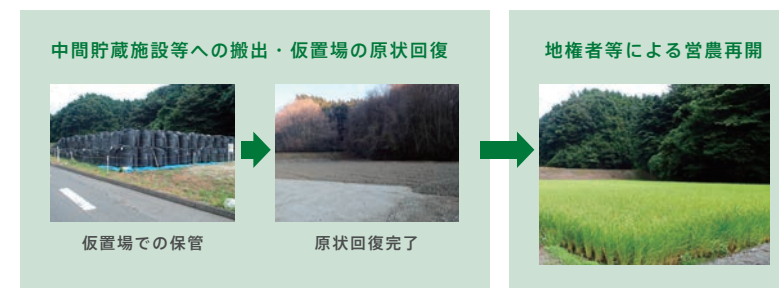 中間貯蔵施設等への搬出・仮置場の原状回復
地権者等による営農再開
仮置場での保管
原状回復完了